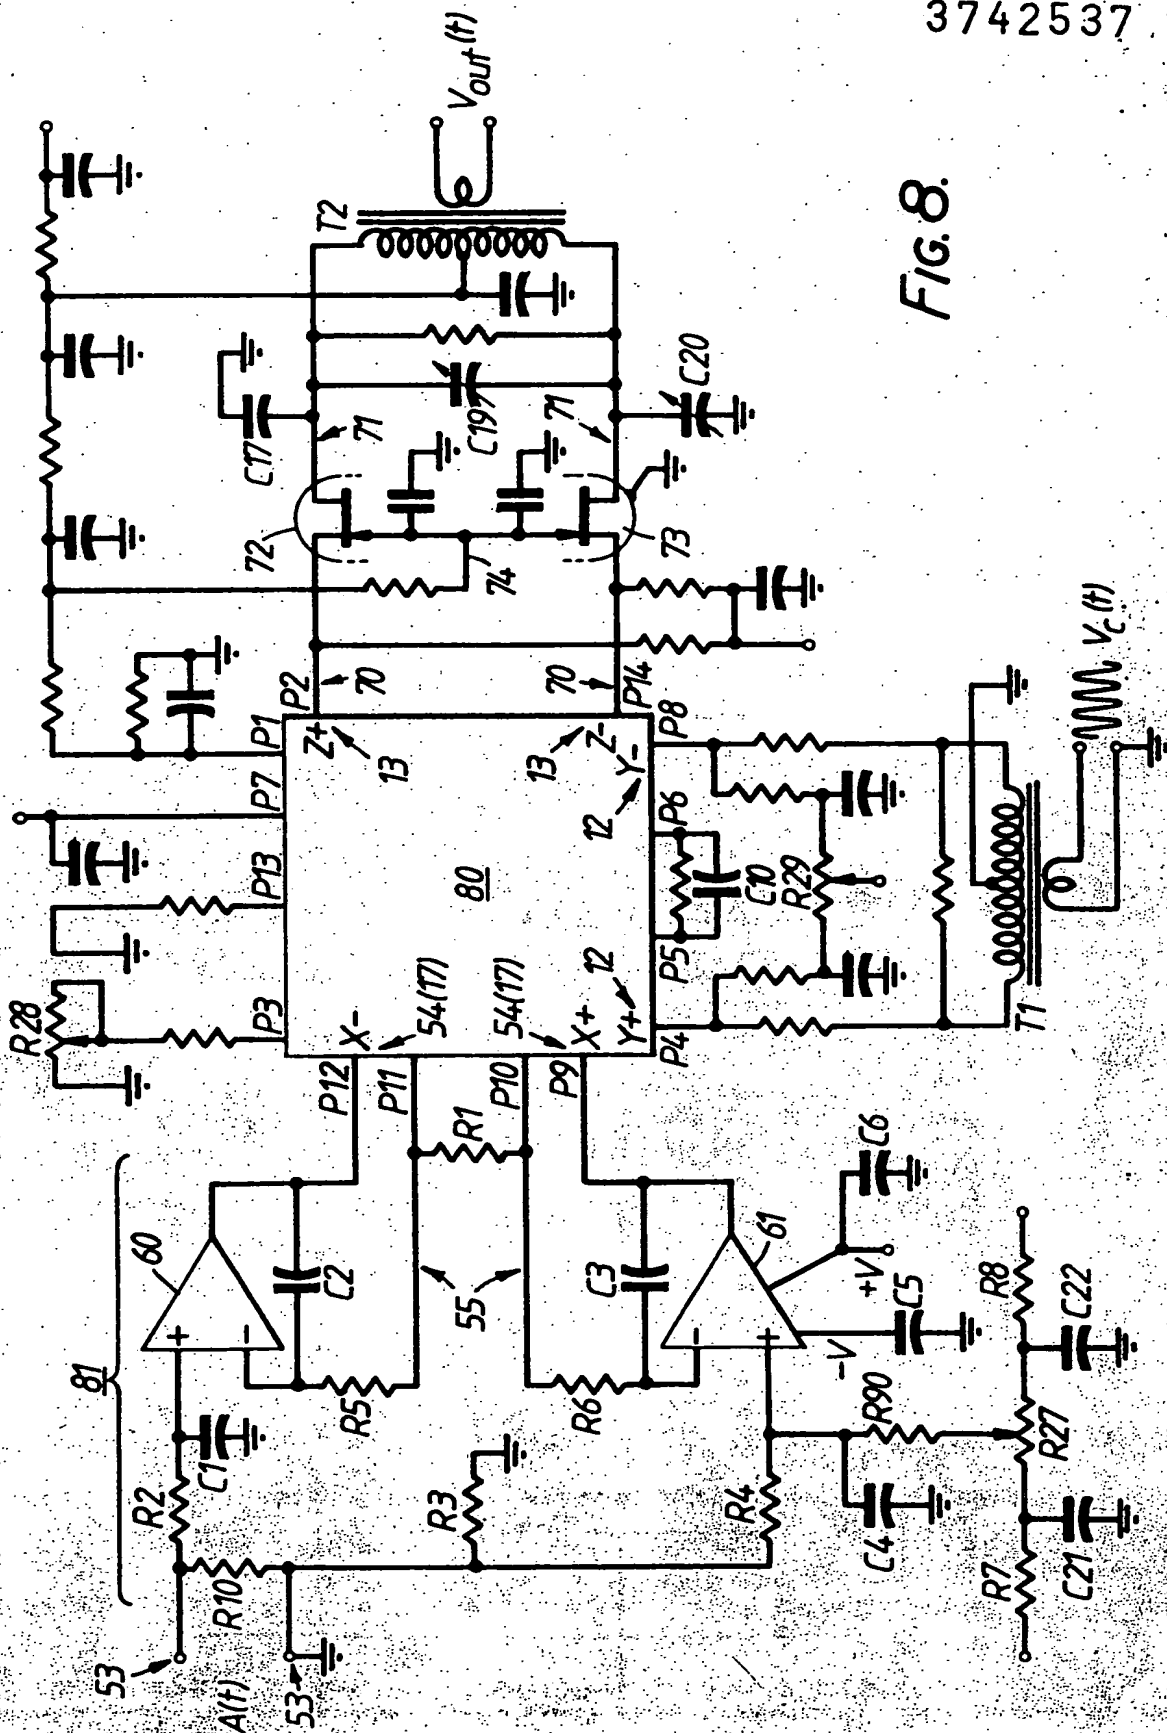 3742537
FIG. 8.
Vout(t)
T2
C17
71
C19
71
C20
72
73
74
70
70
P2
P14
P1
P7
P13
P3
R28
Z+
13
Z-
13
80
Y-
12
P8
P6
P5
P4
C10
R29
12
Y+
X-
54(17)
54(17)
X+
P12
P11
P10
P9
R1
T1
Vc(t)
81
60
C2
55
C3
61
R5
R6
+V
-V
C6
C5
R8
C22
R90
R27
C1
R2
R3
R4
C4
R7
C21
R10
53
A(t)
53